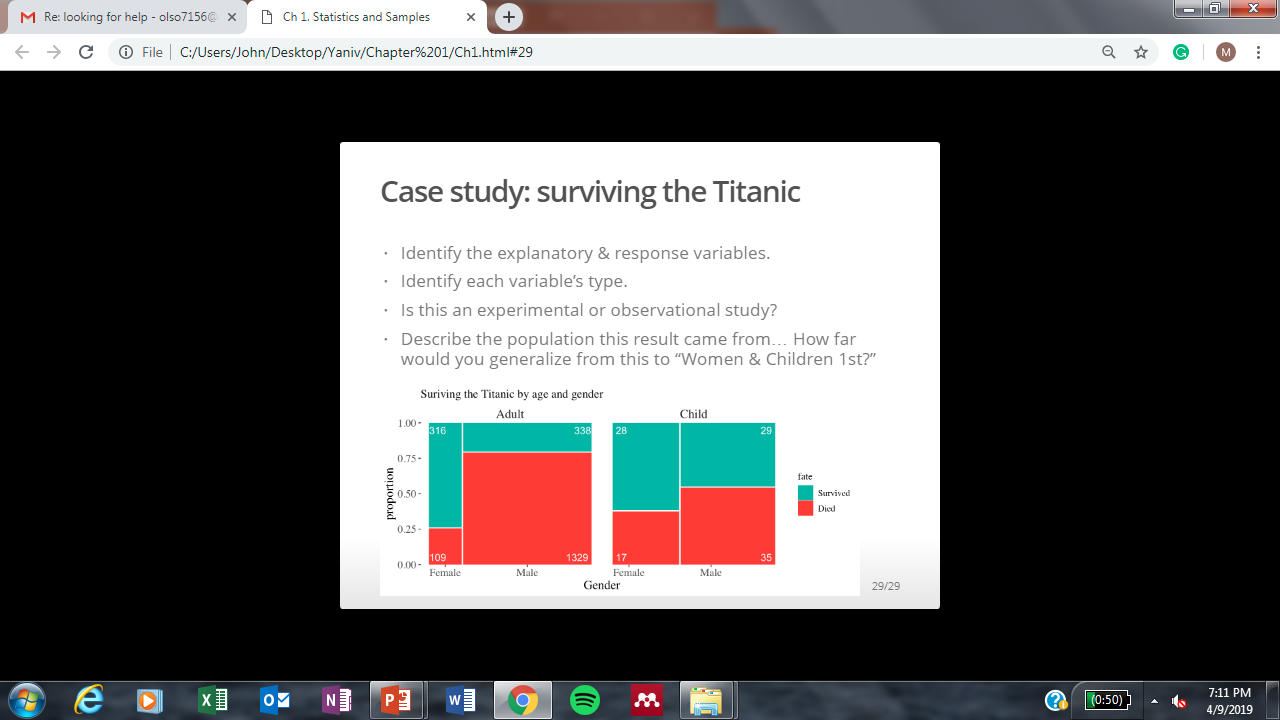 Re: looking for help - olso7156@
Ch 1. Statistics and Samples
File
C:/Users/John/Desktop/Yaniv/Chapter%201/Ch1.html#29
M
Case study: surviving the Titanic
· Identify the explanatory & response variables.
· Identify each variable's type.
· Is this an experimental or observational study?
· Describe the population this result came from… How far
would you generalize from this to “Women & Children 1st?”
Suriving the Titanic by age and gender
Adult
Child
proportion
1.00
0.75
0.50
0.25
0.00
316
338
109
1329
28
29
17
35
Female
Male
Female
Male
Gender
fate
Survived
Died
29/29
(0:50)
7:11 PM
4/9/2019